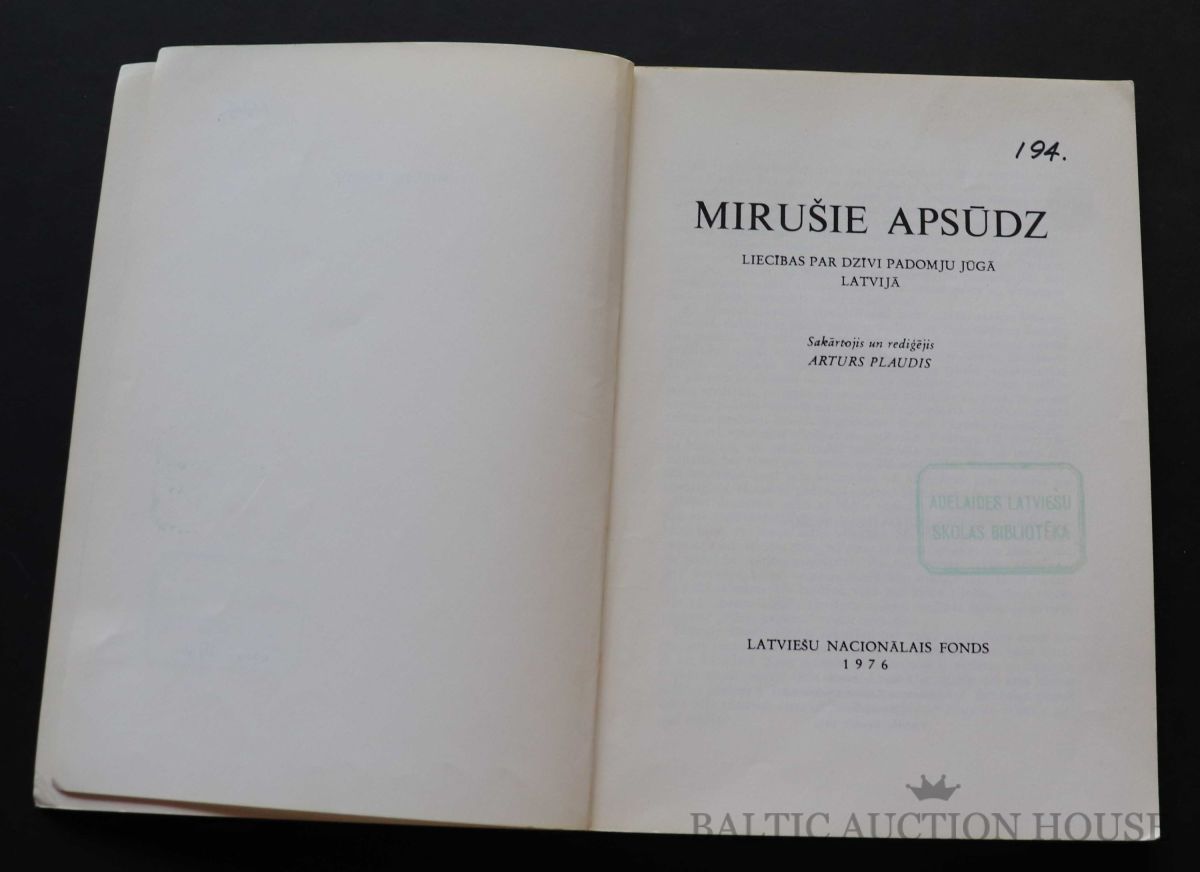 194.
MIRUŠIE APSŪDZ
LIECĪBAS PAR DZĪVI PADOMJU JŪGĀ
LATVIJĀ
Sakārtojis un rediģējis
ARTURS PLAUDIS
ADELAIDES LATVIEŠU
SKOLAS BIBLIOTĒKA
LATVIEŠU NACIONĀLAIS FONDS
1976
BALTIC AUCTION HOUSE